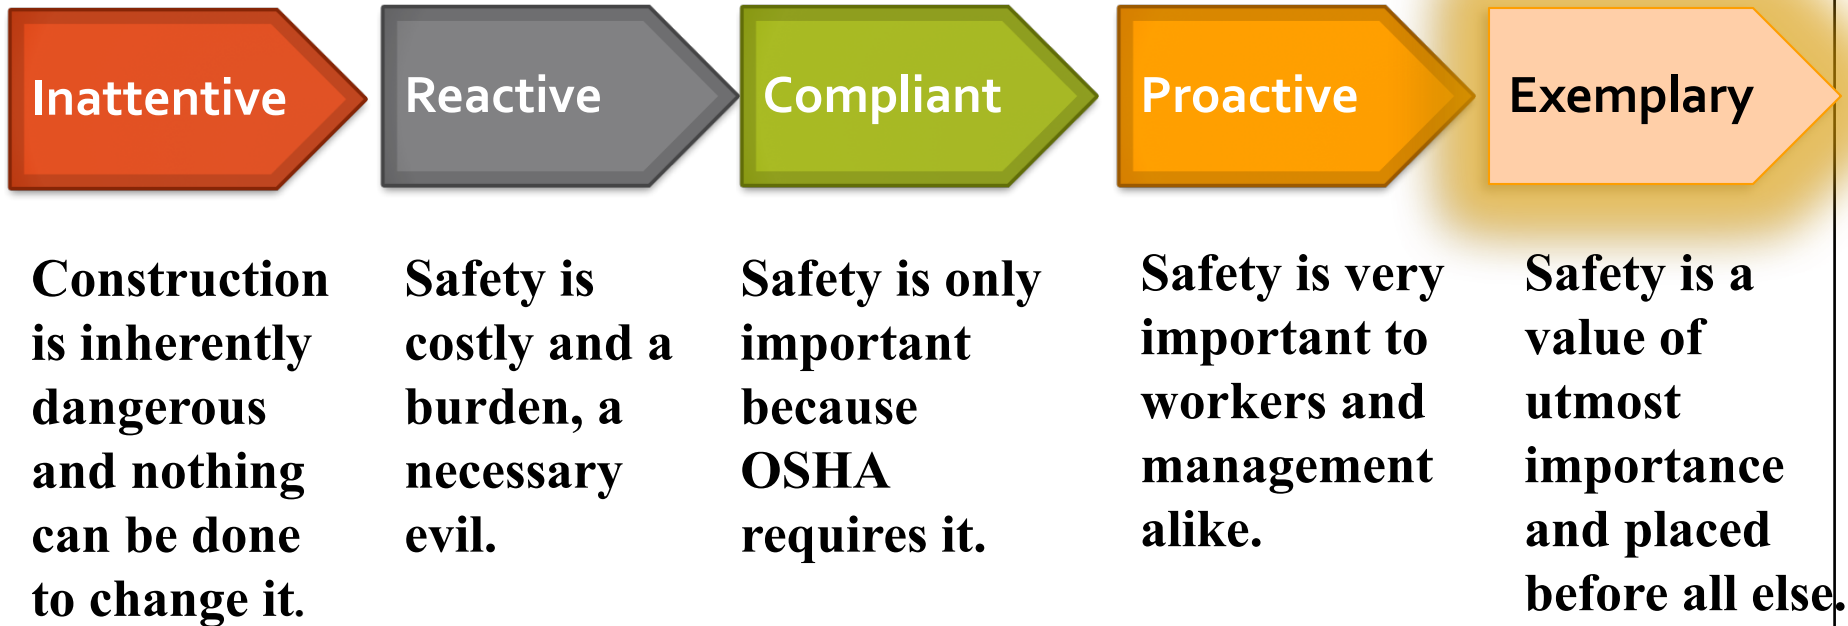 Inattentive
Reactive
Compliant
Proactive
Exemplary
Construction
is inherently
dangerous
and nothing
can be done
to change it.
Safety is
costly and a
burden, a
necessary
evil.
Safety is only
important
because
OSHA
requires it.
Safety is very
important to
workers and
management
alike.
Safety is a
value of
utmost
importance
and placed
before all else.